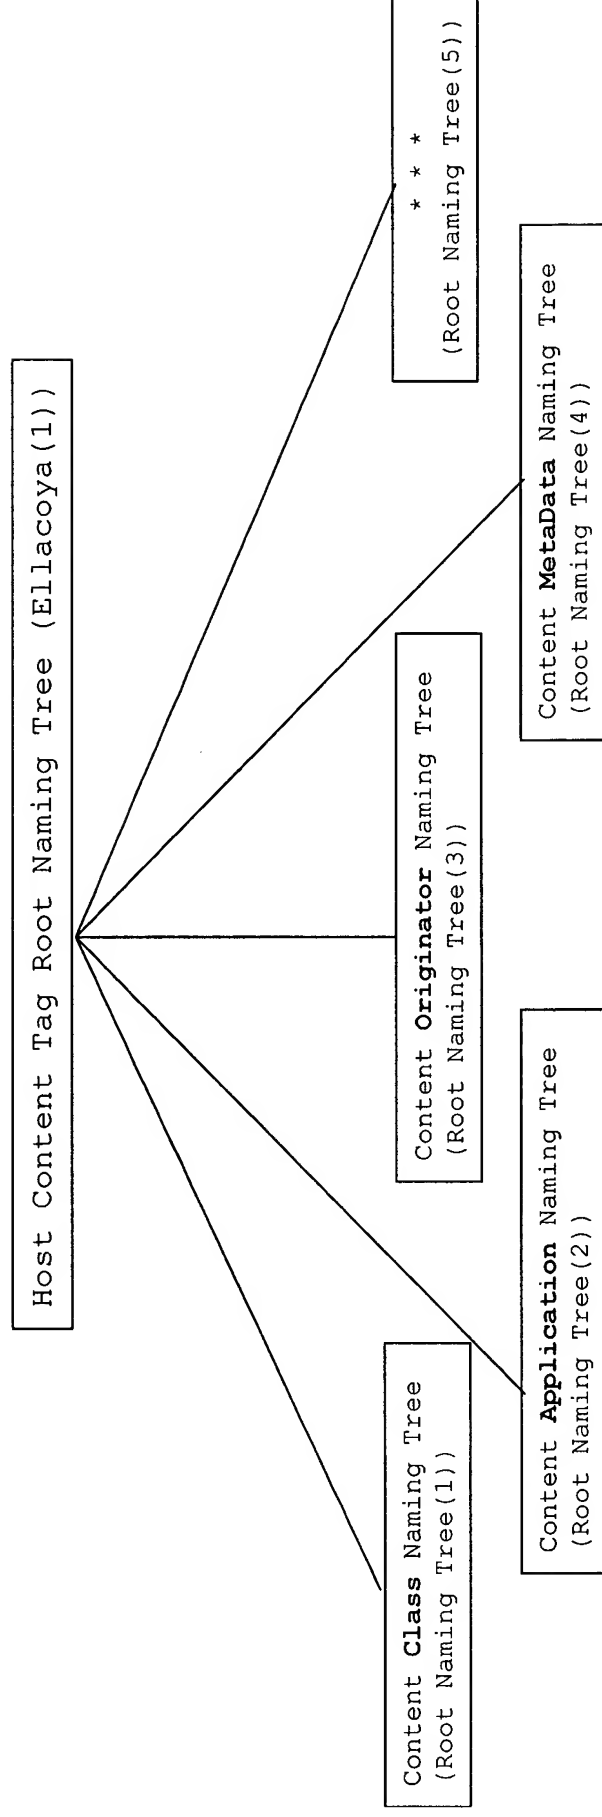 Host Content Tag Root Naming Tree (Ellacoya(1))
Content Class Naming Tree
(Root Naming Tree(1))
Content Application Naming Tree
(Root Naming Tree(2))
Content Originator Naming Tree
(Root Naming Tree(3))
Content MetaData Naming Tree
(Root Naming Tree(4))
* * *
(Root Naming Tree(5))